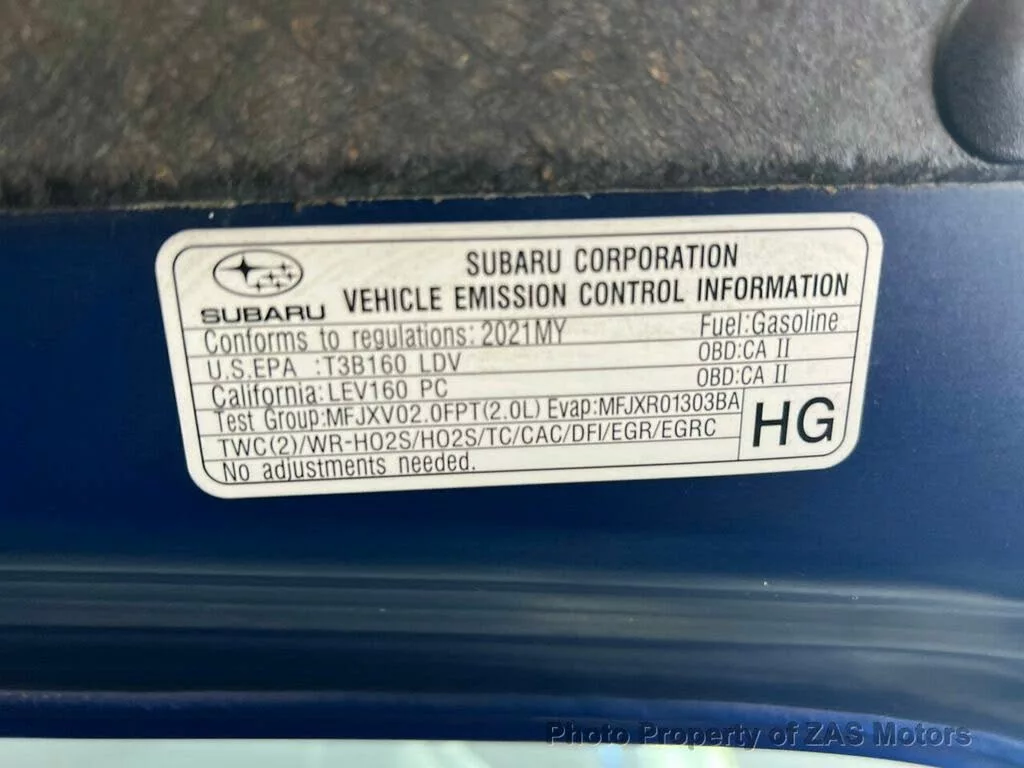 SUBARU
SUBARU CORPORATION
VEHICLE EMISSION CONTROL INFORMATION
Conforms to regulations: 2021MY Fuel:Gasoline
U.S.EPA :T3B160 LDV OBD:CA II
California: LEV160 PC OBD:CA II
Test Group:MFJXV02.0FPT(2.0L) Evap:MFJXR01303BA
TWC(2)/WR-HO2S/HO2S/TC/CAC/DFI/EGR/EGRC
No adjustments needed.
HG
Photo Property of ZAS Motors